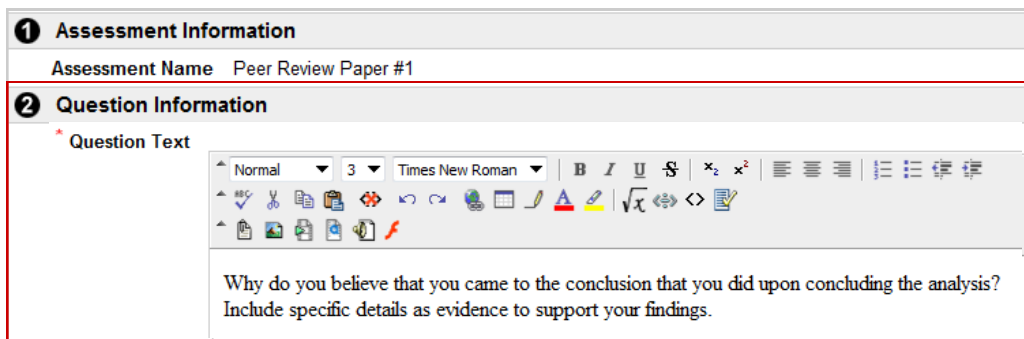 1 Assessment Information
Assessment Name Peer Review Paper #1
2 Question Information
* Question Text
Normal 3 Times New Roman B I U S x₂ x²
ABC √x <>
Why do you believe that you came to the conclusion that you did upon concluding the analysis?
Include specific details as evidence to support your findings.